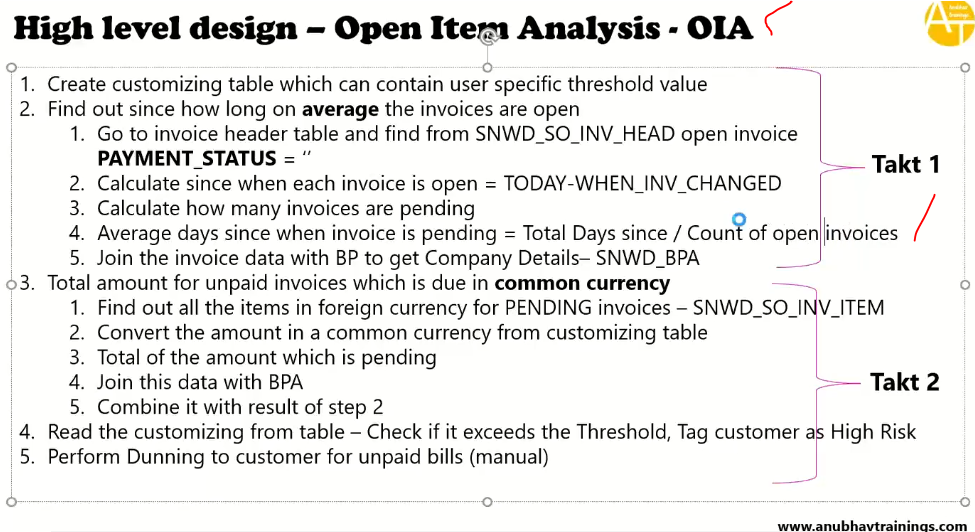 High level design – Open Item Analysis - OIA
Anubhav
Trainings
AT
1. Create customizing table which can contain user specific threshold value
2. Find out since how long on average the invoices are open
1. Go to invoice header table and find from SNWD_SO_INV_HEAD open invoice
PAYMENT_STATUS = ‘’
2. Calculate since when each invoice is open = TODAY-WHEN_INV_CHANGED
3. Calculate how many invoices are pending
4. Average days since when invoice is pending = Total Days since / Count of open invoices
5. Join the invoice data with BP to get Company Details– SNWD_BPA
Takt 1
3. Total amount for unpaid invoices which is due in common currency
1. Find out all the items in foreign currency for PENDING invoices – SNWD_SO_INV_ITEM
2. Convert the amount in a common currency from customizing table
3. Total of the amount which is pending
4. Join this data with BPA
5. Combine it with result of step 2
4. Read the customizing from table – Check if it exceeds the Threshold, Tag customer as High Risk
5. Perform Dunning to customer for unpaid bills (manual)
Takt 2
www.anubhavtrainings.com